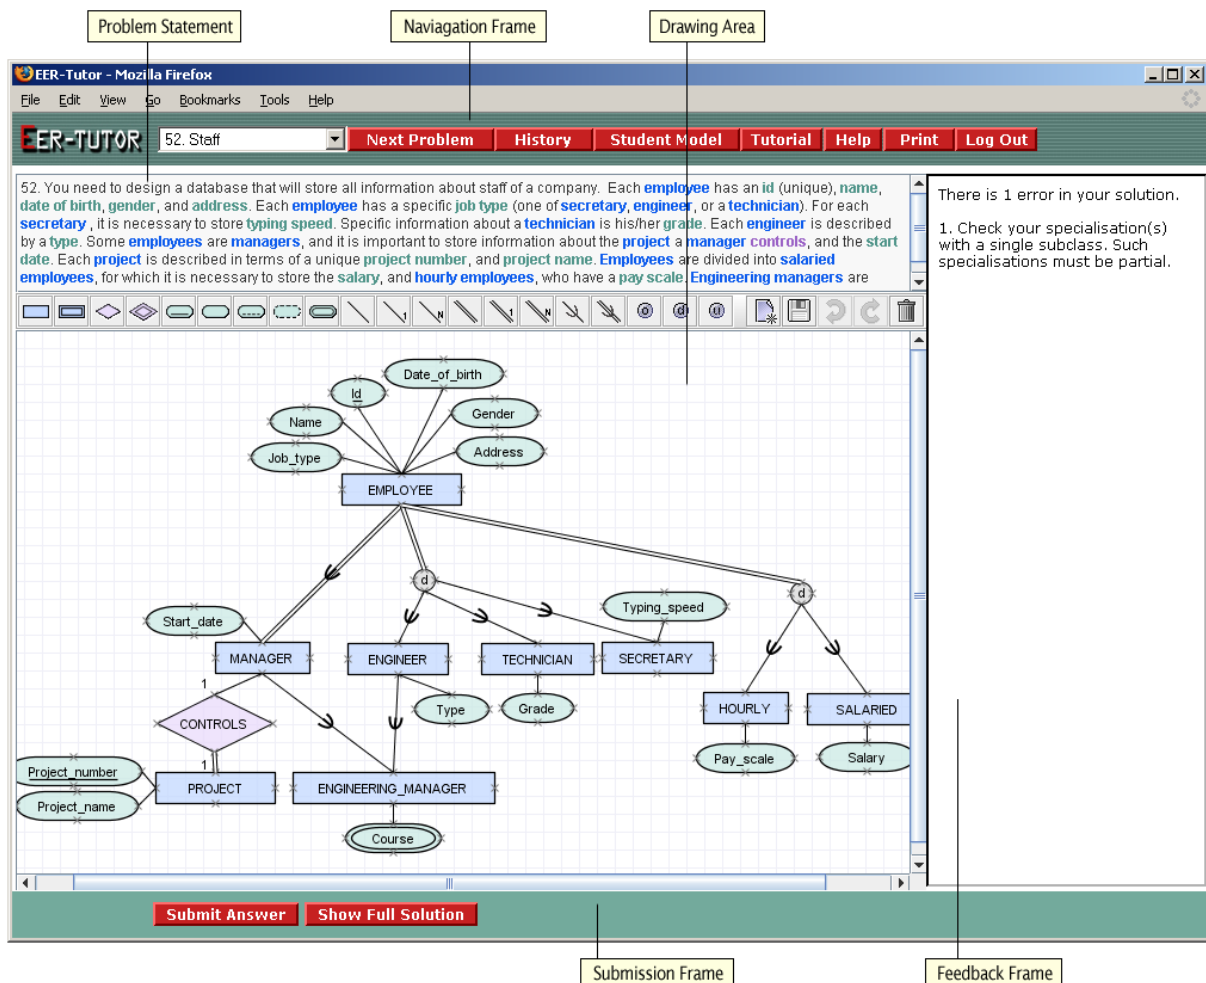 Problem Statement
Naviagation Frame
Drawing Area
EER-Tutor - Mozilla Firefox
File Edit View Go Bookmarks Tools Help
EER-TUTOR
52. Staff
Next Problem
History
Student Model
Tutorial
Help
Print
Log Out
52. You need to design a database that will store all information about staff of a company. Each employee has an id (unique), name,
date of birth, gender, and address. Each employee has a specific job type (one of secretary, engineer, or a technician). For each
secretary , it is necessary to store typing speed. Specific information about a technician is his/her grade. Each engineer is described
by a type. Some employees are managers, and it is important to store information about the project a manager controls, and the start
date. Each project is described in terms of a unique project number, and project name. Employees are divided into salaried
employees, for which it is necessary to store the salary, and hourly employees, who have a pay scale. Engineering managers are
There is 1 error in your solution.
1. Check your specialisation(s)
with a single subclass. Such
specialisations must be partial.
1
N
1
N
o
d
u
Date_of_birth
Id
Gender
Name
Address
Job_type
EMPLOYEE
d
d
Typing_speed
Start_date
MANAGER
ENGINEER
TECHNICIAN
SECRETARY
1
Type
Grade
HOURLY
SALARIED
CONTROLS
Pay_scale
Salary
1
Project_number
PROJECT
ENGINEERING_MANAGER
Project_name
Course
Submit Answer
Show Full Solution
Submission Frame
Feedback Frame